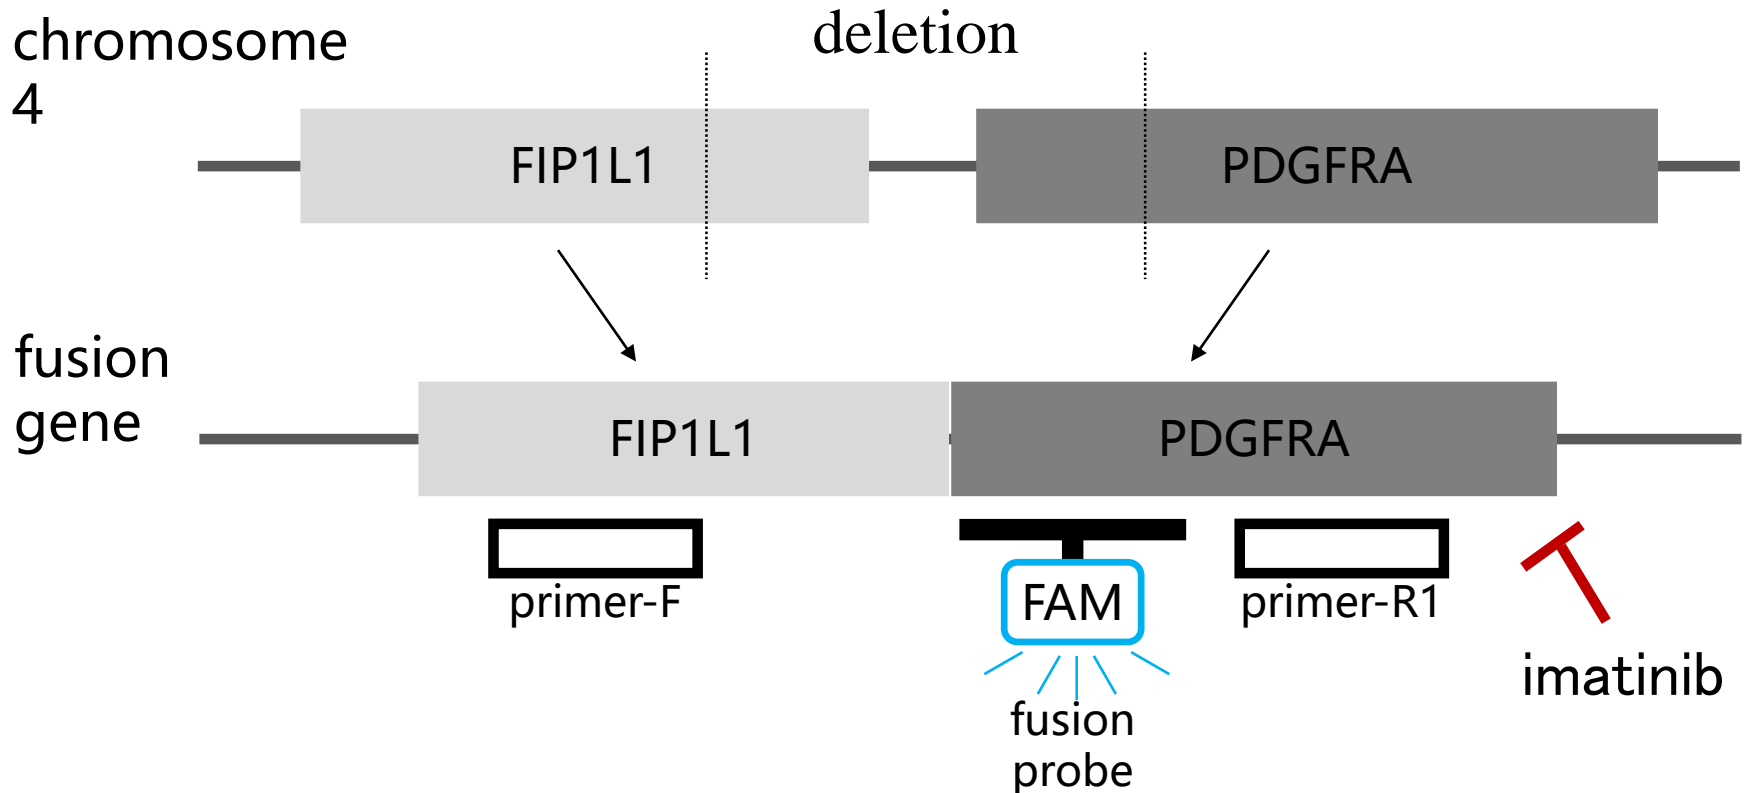 chromosome
4
deletion
FIP1L1
PDGFRA
fusion
gene
FIP1L1
PDGFRA
primer-F
FAM
primer-R1
fusion
probe
imatinib